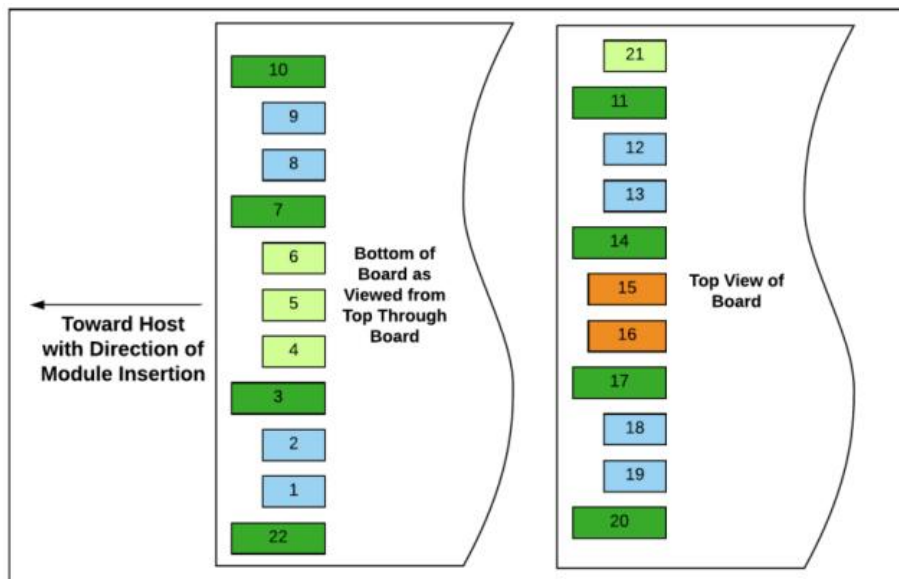 10
9
8
7
6
5
4
3
2
1
22
Bottom of
Board as
Viewed from
Top Through
Board
Toward Host
with Direction of
Module Insertion
21
11
12
13
14
15
16
17
18
19
20
Top View of
Board